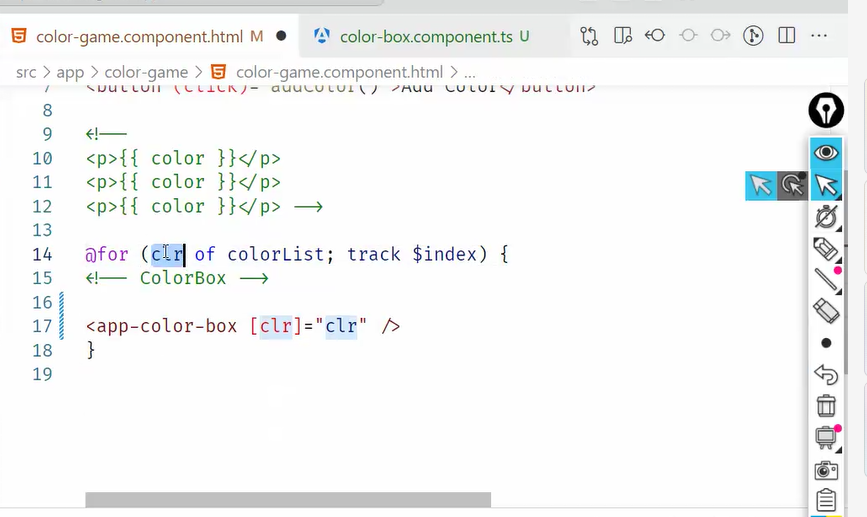 color-game.component.html M ● color-box.component.ts U
src > app > color-game > color-game.component.html > ...
7 <button (click)="addColor()">Add Color</button>
8
9 <!--
10 <p>{{ color }}</p>
11 <p>{{ color }}</p>
12 <p>{{ color }}</p> -->
13
14 @for (clr of colorList; track $index) {
15 <!-- ColorBox -->
16
17 <app-color-box [clr]="clr" />
18 }
19